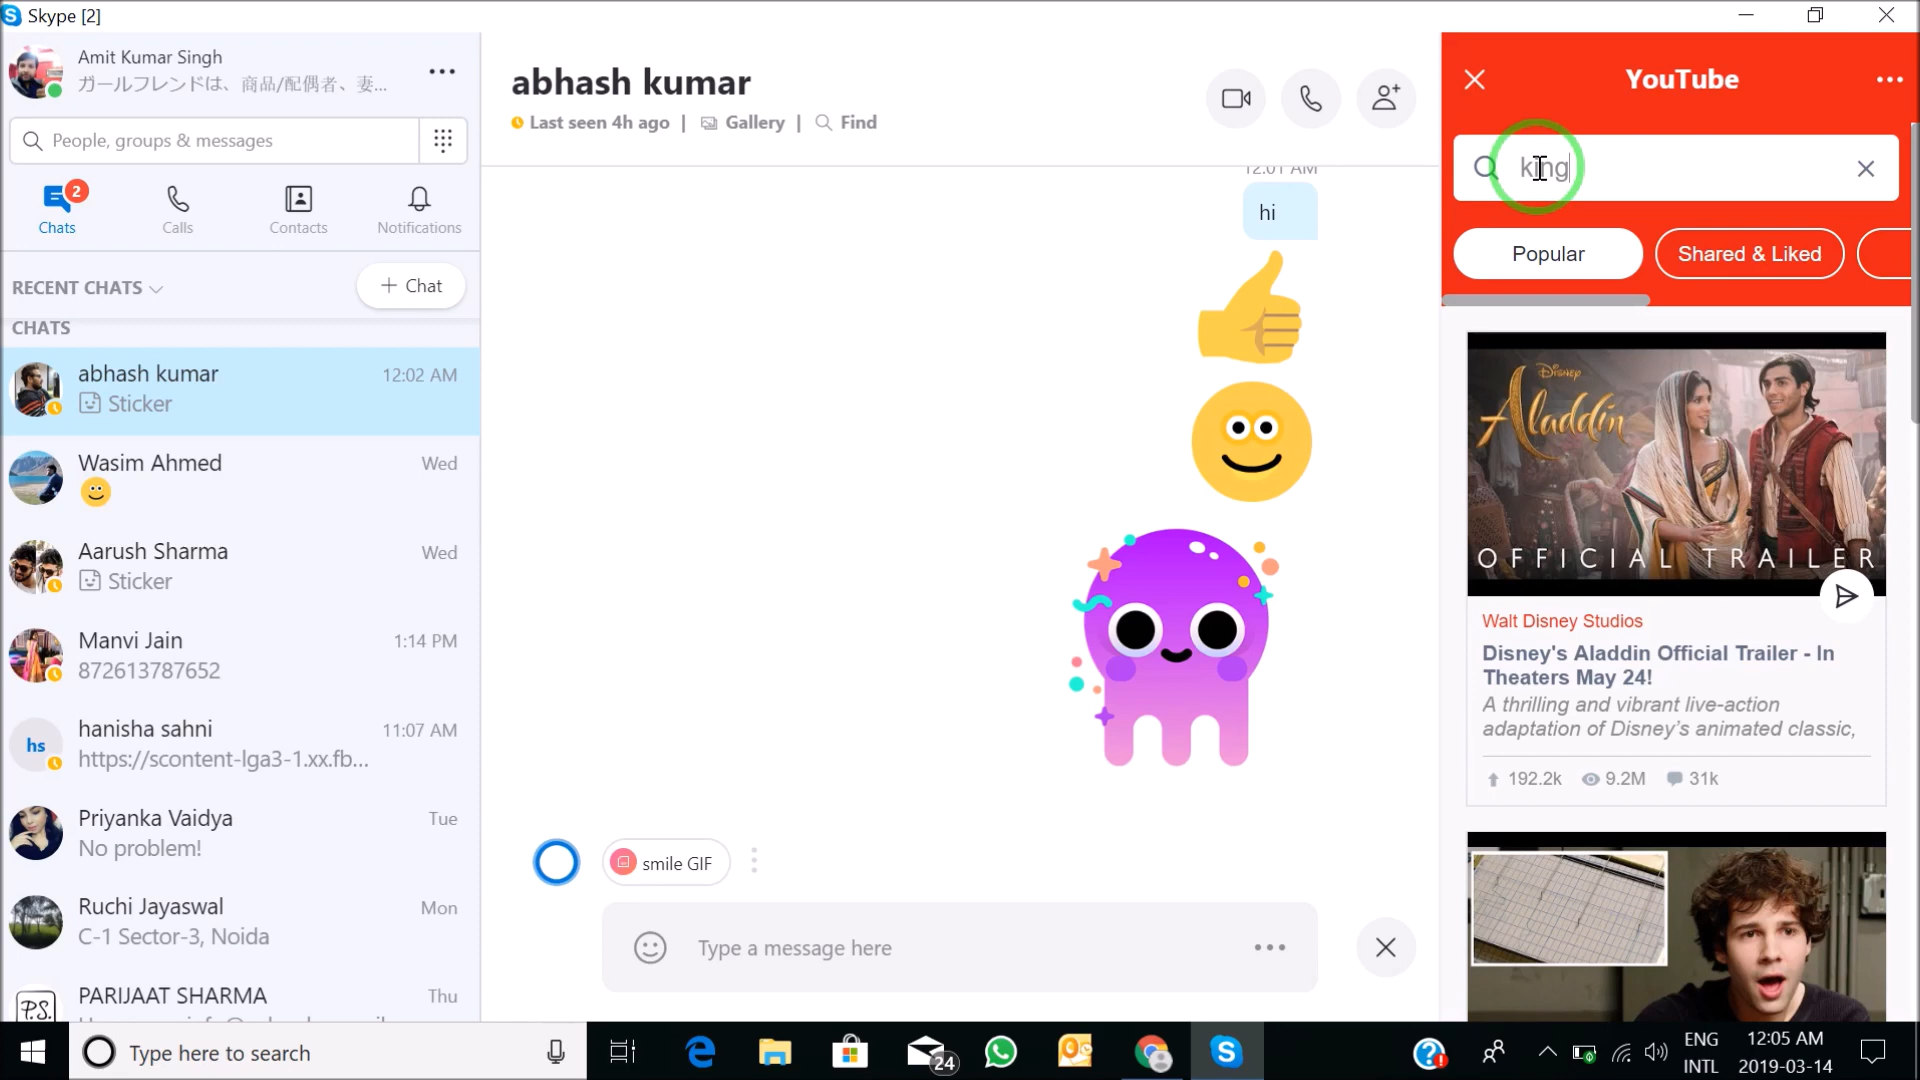 Skype [2]
Amit Kumar Singh
ガールフレンドは、商品/配偶者、妻...
People, groups & messages
2
Chats
Calls
Contacts
Notifications
RECENT CHATS
+ Chat
CHATS
abhash kumar
12:02 AM
Sticker
Wasim Ahmed
Wed
Aarush Sharma
Wed
Sticker
Manvi Jain
1:14 PM
872613787652
hs
hanisha sahni
11:07 AM
https://scontent-lga3-1.xx.fb...
Priyanka Vaidya
Tue
No problem!
Ruchi Jayaswal
Mon
C-1 Sector-3, Noida
P.S.
PARIJAAT SHARMA
Thu
abhash kumar
Last seen 4h ago | Gallery | Find
12:01 AM
hi
smile GIF
Type a message here
YouTube
king
Popular
Shared & Liked
Disney
Aladdin
OFFICIAL TRAILER
Walt Disney Studios
Disney's Aladdin Official Trailer - In
Theaters May 24!
A thrilling and vibrant live-action
adaptation of Disney's animated classic,
192.2k 9.2M 31k
Type here to search
24
ENG
INTL
12:05 AM
2019-03-14